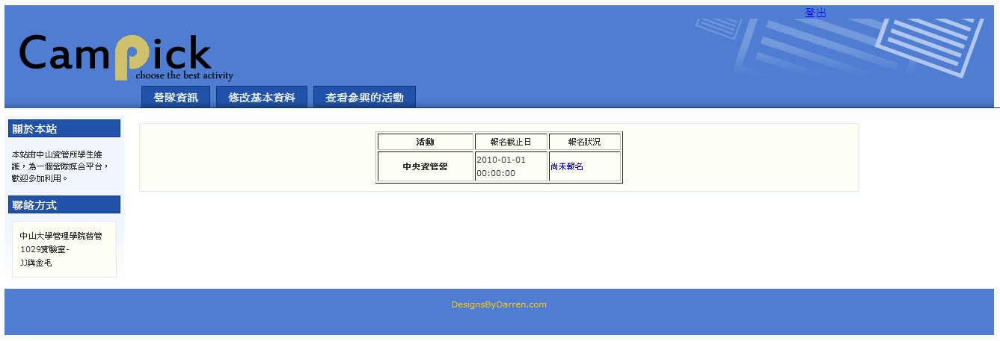 登出
Campick
choose the best activity
營隊資訊 修改基本資料 查看參與的活動
關於本站
本站由中山資管所學生維
護，為一個營隊媒合平台，
歡迎多加利用。
聯絡方式
中山大學管理學院舊管
1029實驗室-
JJ與金毛
活動 報名截止日 報名狀況
中央資管營 2010-01-01
00:00:00 尚未報名
DesignsByDarren.com